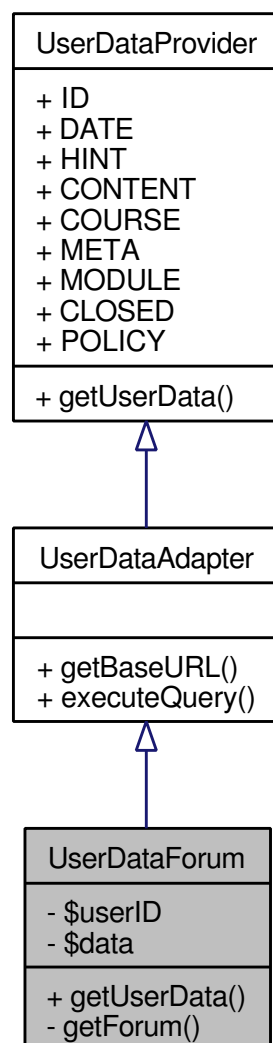 UserDataProvider
+ ID
+ DATE
+ HINT
+ CONTENT
+ COURSE
+ META
+ MODULE
+ CLOSED
+ POLICY
+ getUserData()
UserDataAdapter
+ getBaseURL()
+ executeQuery()
UserDataForum
- $userID
- $data
+ getUserData()
- getForum()